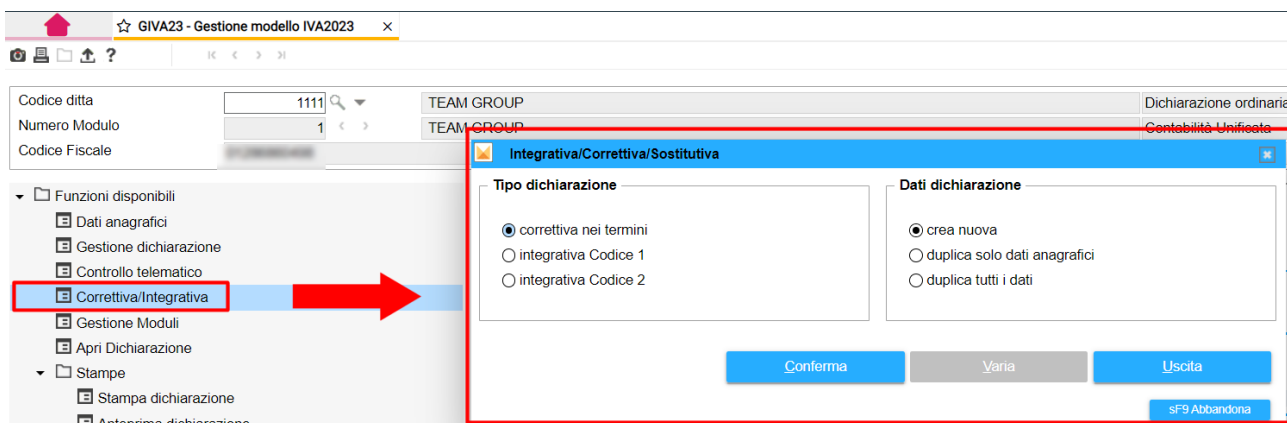 GIVA23 - Gestione modello IVA2023 ×
?
Codice ditta 1111 TEAM GROUP Dichiarazione ordinaria
Numero Modulo 1 TEAM GROUP Contabilità Unificata
Codice Fiscale
Integrativa/Correttiva/Sostitutiva
Tipo dichiarazione
correttiva nei termini
integrativa Codice 1
integrativa Codice 2
Dati dichiarazione
crea nuova
duplica solo dati anagrafici
duplica tutti i dati
Conferma Varia Uscita
sF9 Abbandona
Funzioni disponibili
Dati anagrafici
Gestione dichiarazione
Controllo telematico
Correttiva/Integrativa
Gestione Moduli
Apri Dichiarazione
Stampe
Stampa dichiarazione
Anteprima dichiarazione